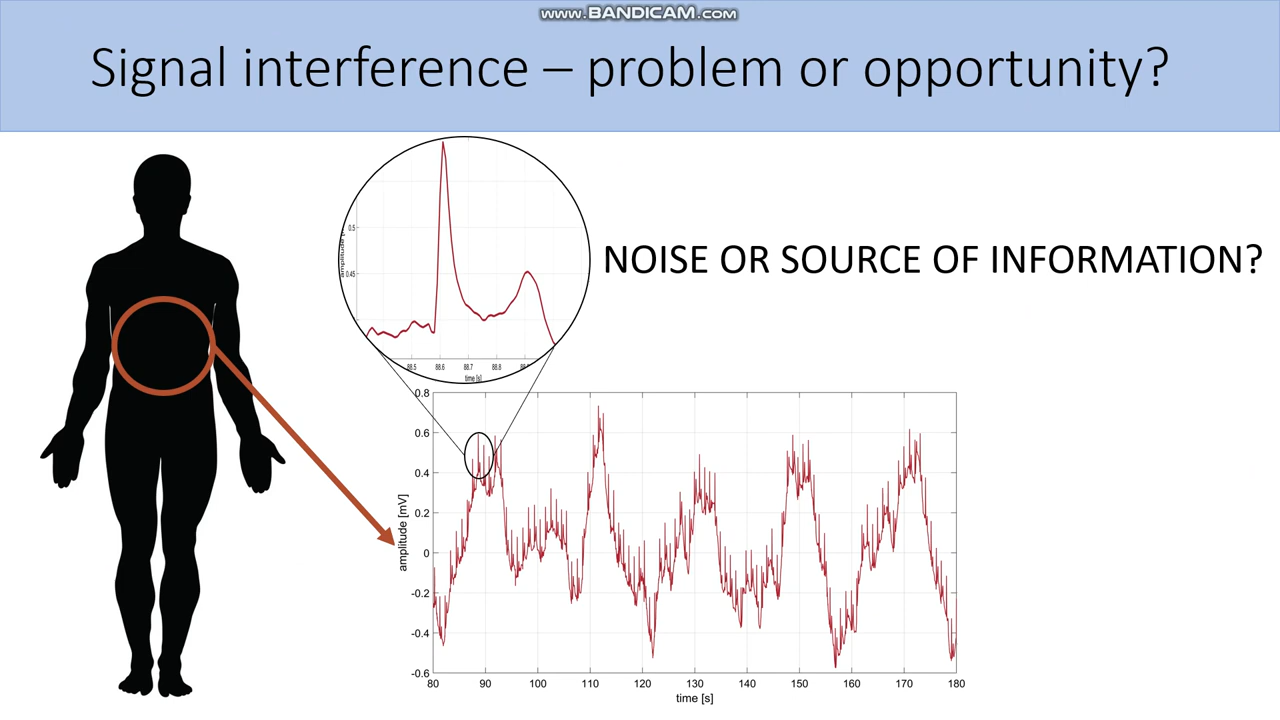 www.BANDICAM.com
Signal interference – problem or opportunity?
NOISE OR SOURCE OF INFORMATION?
0.5
0.45
88.5 88.6 88.7 88.8
time [s]
0.8
0.6
0.4
0.2
0
-0.2
-0.4
-0.6
amplitude [mV]
80 90 100 110 120 130 140 150 160 170 180
time [s]